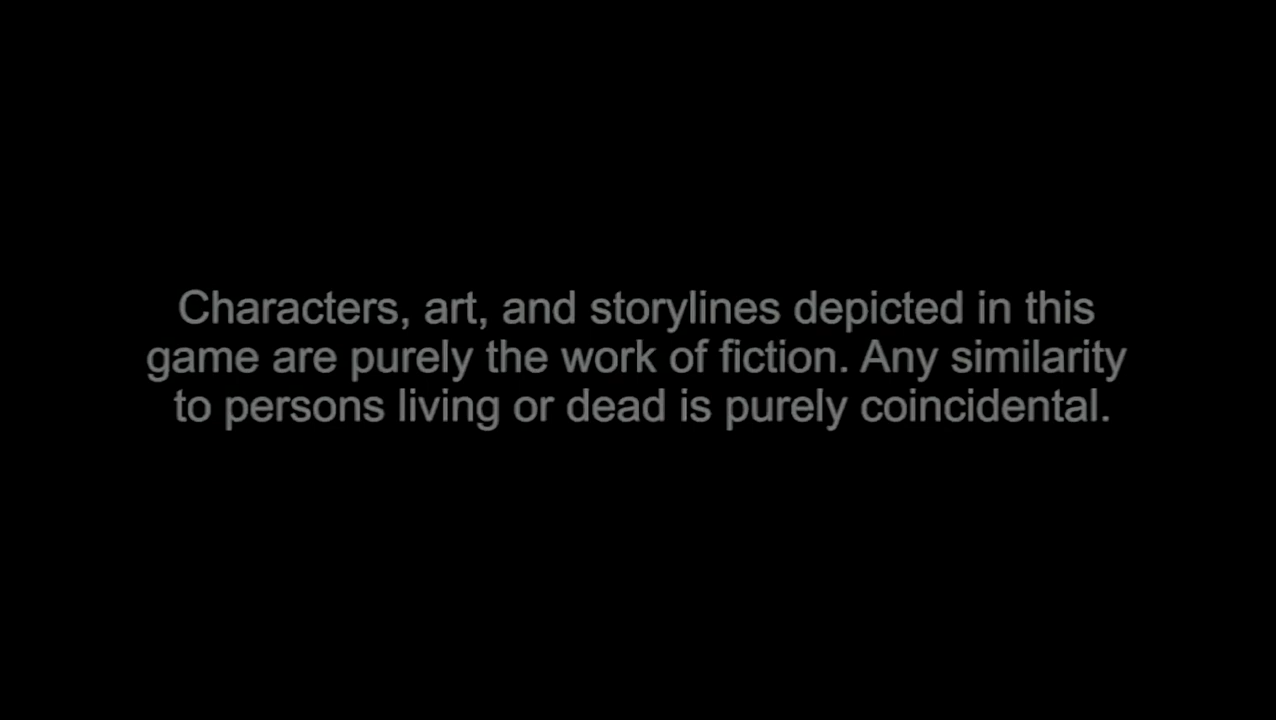 Characters, art, and storylines depicted in this
game are purely the work of fiction. Any similarity
to persons living or dead is purely coincidental.